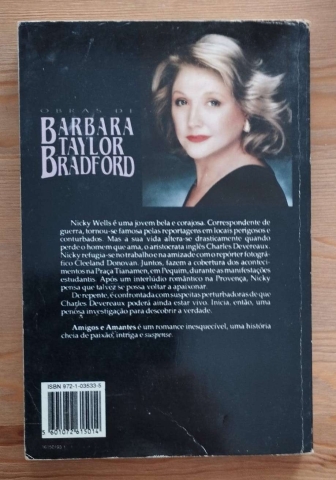 OBRAS DE
BARBARA
TAYLOR
BRADFORD
Nicky Wells é uma jovem bela e corajosa. Correspondente de
guerra, tornou-se famosa pelas reportagens em locais perigosos e
conturbados. Mas a sua vida altera-se drasticamente quando
perde o homem que ama, o aristocrata inglês Charles Devereaux.
Nicky refugia-se no trabalho e na amizade com o repórter fotográ-
fico Cleeland Donovan. Juntos, fazem a cobertura dos aconteci-
mentos na Praça Tianamen, em Pequim, durante as manifestações
estudantis. Após um interlúdio romântico na Provença, Nicky
pensa que talvez se possa voltar a apaixonar.
De repente, é confrontada com suspeitas perturbadoras de que
Charles Devereaux poderá ainda estar vivo. Inicia, então, uma
penosa investigação para descobrir a verdade.
Amigos e Amantes é um romance inesquecível, uma história
cheia de paixão, intriga e suspense.
ISBN 972-1-03533-5
5601072615014